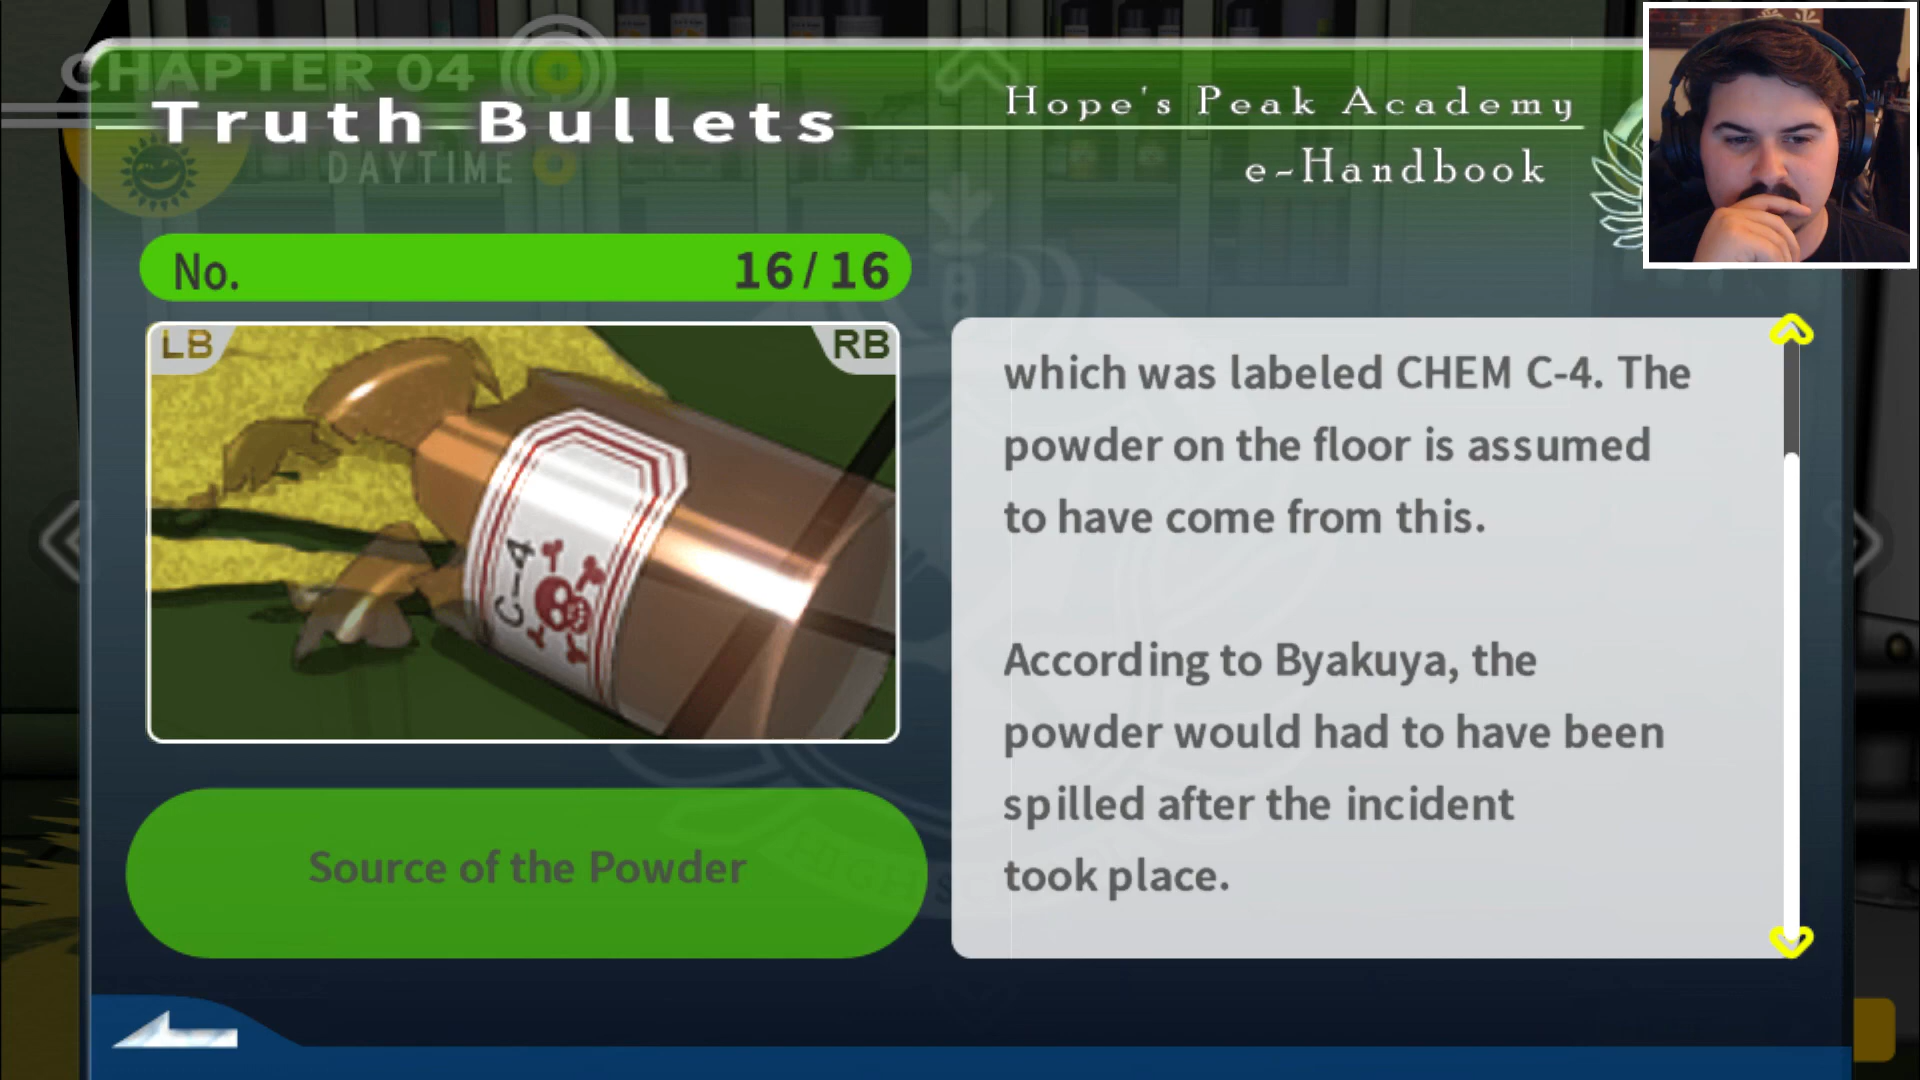 CHAPTER 04
Truth Bullets
DAYTIME
Hope's Peak Academy
e-Handbook
No. 16/16
LB
RB
C-4
Source of the Powder
which was labeled CHEM C-4. The
powder on the floor is assumed
to have come from this.
According to Byakuya, the
powder would had to have been
spilled after the incident
took place.